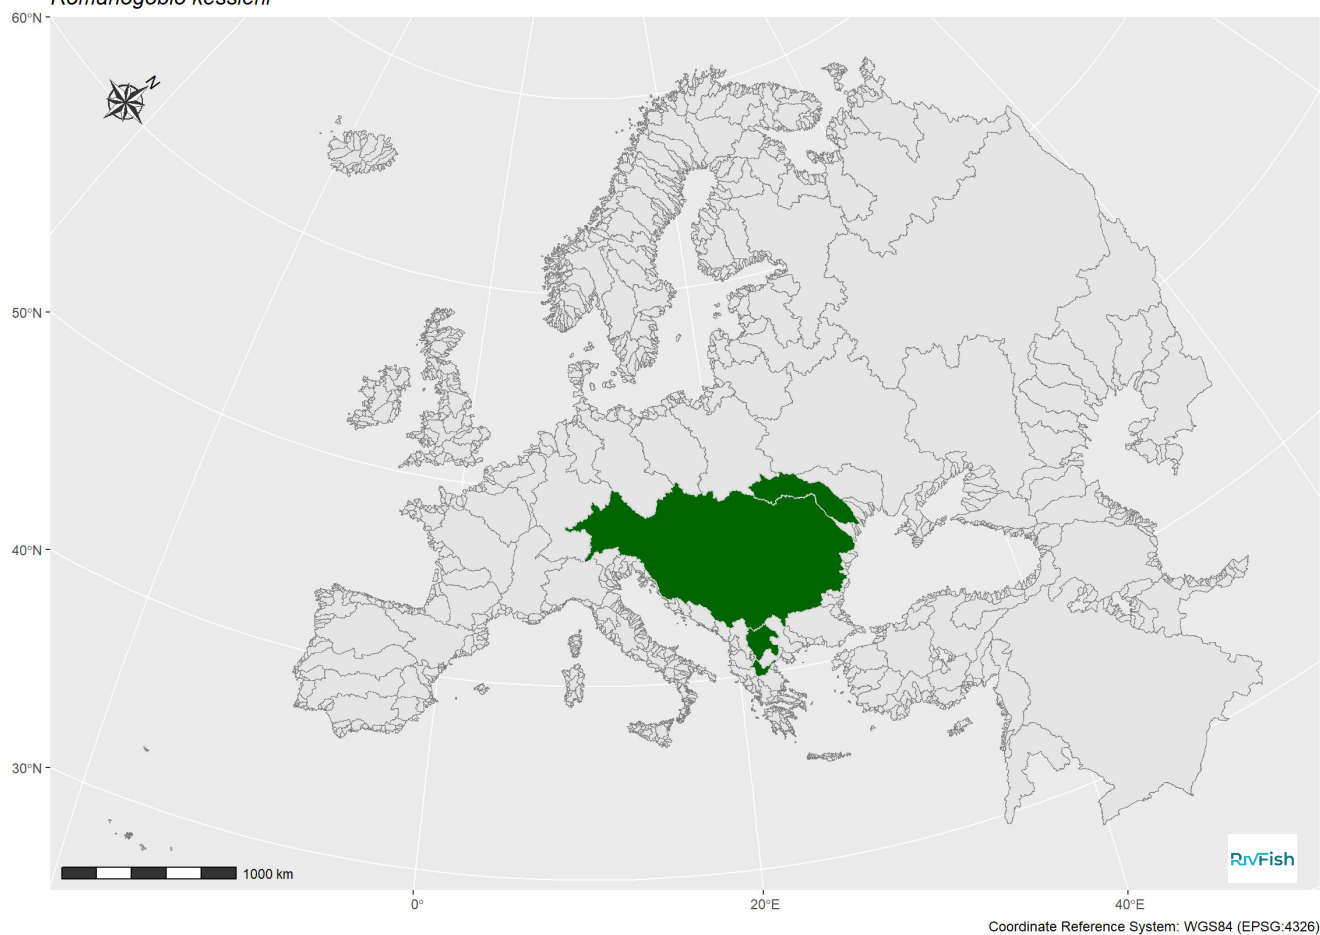 Romanogobio kesslerii
60°N
N
50°N
40°N
30°N
RivFish
1000 km
0°
20°E
40°E
Coordinate Reference System: WGS84 (EPSG:4326)